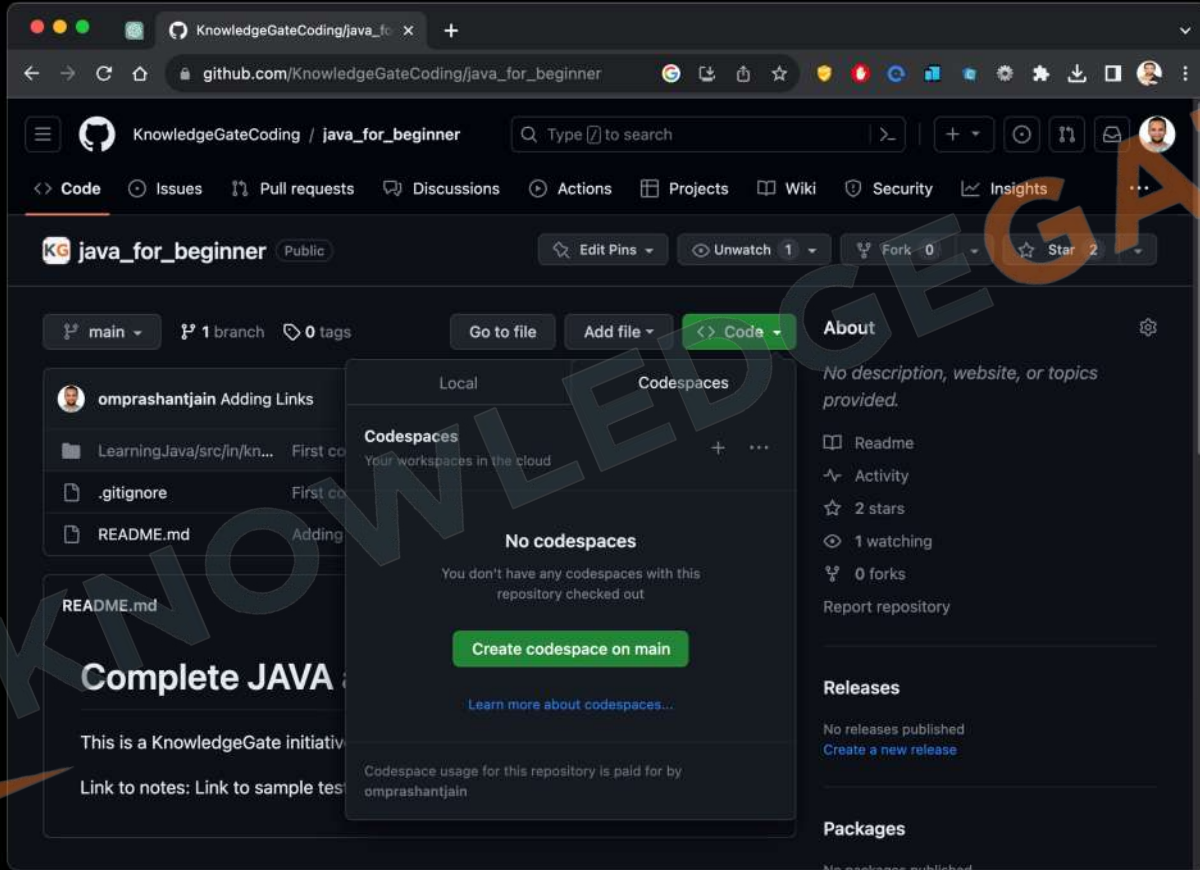 KnowledgeGateCoding/java_fo
github.com/KnowledgeGateCoding/java_for_beginner
KnowledgeGateCoding / java_for_beginner
Type / to search
Code Issues Pull requests Discussions Actions Projects Wiki Security Insights
KG java_for_beginner Public
Edit Pins Unwatch 1 Fork 0 Star 2
main 1 branch 0 tags Go to file Add file <> Code
Local Codespaces
omprashantjain Adding Links
LearningJava/src/in/kn... First co
.gitignore First co
README.md Adding
Codespaces
Your workspaces in the cloud
No codespaces
You don't have any codespaces with this
repository checked out
Create codespace on main
Learn more about codespaces...
Codespace usage for this repository is paid for by
omprashantjain
README.md
Complete JAVA
This is a KnowledgeGate initiativ
Link to notes: Link to sample test
About
No description, website, or topics
provided.
Readme
Activity
2 stars
1 watching
0 forks
Report repository
Releases
No releases published
Create a new release
Packages
No packages published
KNOWLEDGEGA